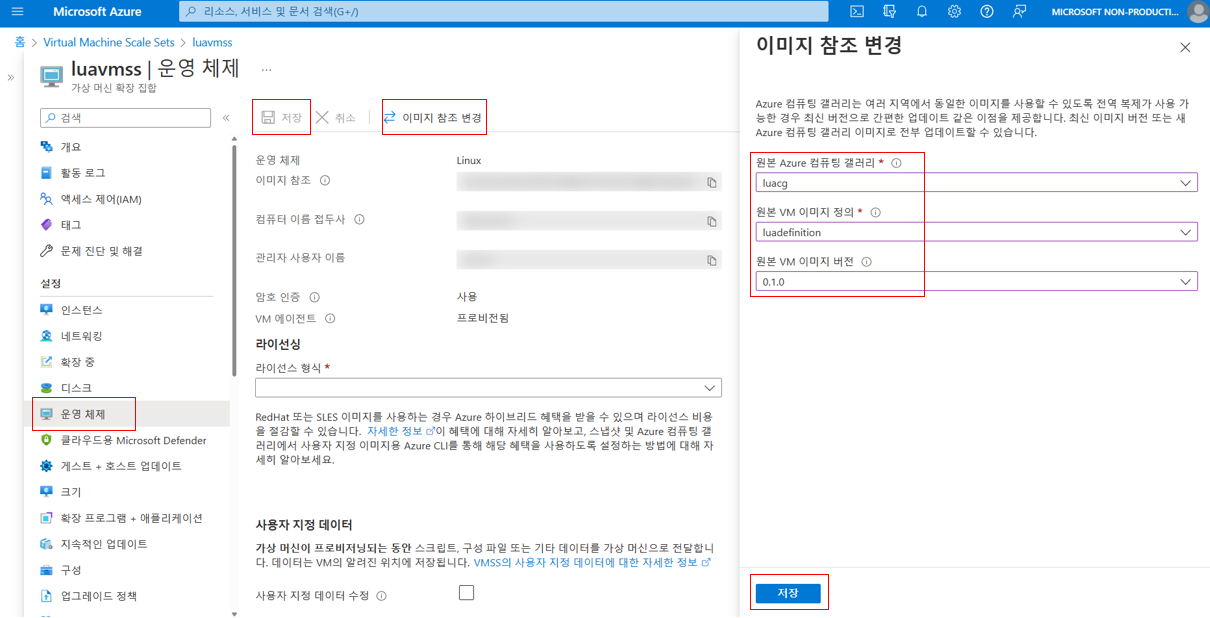 Microsoft Azure
리소스, 서비스 및 문서 검색(G+/)
MICROSOFT NON-PRODUCTI...
홈 > Virtual Machine Scale Sets > luavmss
luavmss | 운영 체제 ...
가상 머신 확장 집합
검색
개요
활동 로그
액세스 제어(IAM)
태그
문제 진단 및 해결
설정
인스턴스
네트워킹
확장 중
디스크
운영 체제
클라우드용 Microsoft Defender
게스트 + 호스트 업데이트
크기
확장 프로그램 + 애플리케이션
지속적인 업데이트
구성
업그레이드 정책
저장
취소
이미지 참조 변경
운영 체제 Linux
이미지 참조
컴퓨터 이름 접두사
관리자 사용자 이름
암호 인증 사용
VM 에이전트 프로비전됨
라이선싱
라이선스 형식 *
RedHat 또는 SLES 이미지를 사용하는 경우 Azure 하이브리드 혜택을 받을 수 있으며 라이선스 비용
을 절감할 수 있습니다. 자세한 정보 이 혜택에 대해 자세히 알아보고, 스냅샷 및 Azure 컴퓨팅 갤
러리에서 사용자 지정 이미지용 Azure CLI를 통해 해당 혜택을 사용하도록 설정하는 방법에 대해 자
세히 알아보세요.
사용자 지정 데이터
가상 머신이 프로비저닝되는 동안 스크립트, 구성 파일 또는 기타 데이터를 가상 머신으로 전달합니
다. 데이터는 VM의 알려진 위치에 저장됩니다. VMSS의 사용자 지정 데이터에 대한 자세한 정보
사용자 지정 데이터 수정
이미지 참조 변경
Azure 컴퓨팅 갤러리는 여러 지역에서 동일한 이미지를 사용할 수 있도록 전역 복제가 사용 가
능한 경우 최신 버전으로 간편한 업데이트 같은 이점을 제공합니다. 최신 이미지 버전 또는 새
Azure 컴퓨팅 갤러리 이미지로 전부 업데이트할 수 있습니다.
원본 Azure 컴퓨팅 갤러리 *
luacg
원본 VM 이미지 정의 *
luadefinition
원본 VM 이미지 버전
0.1.0
저장